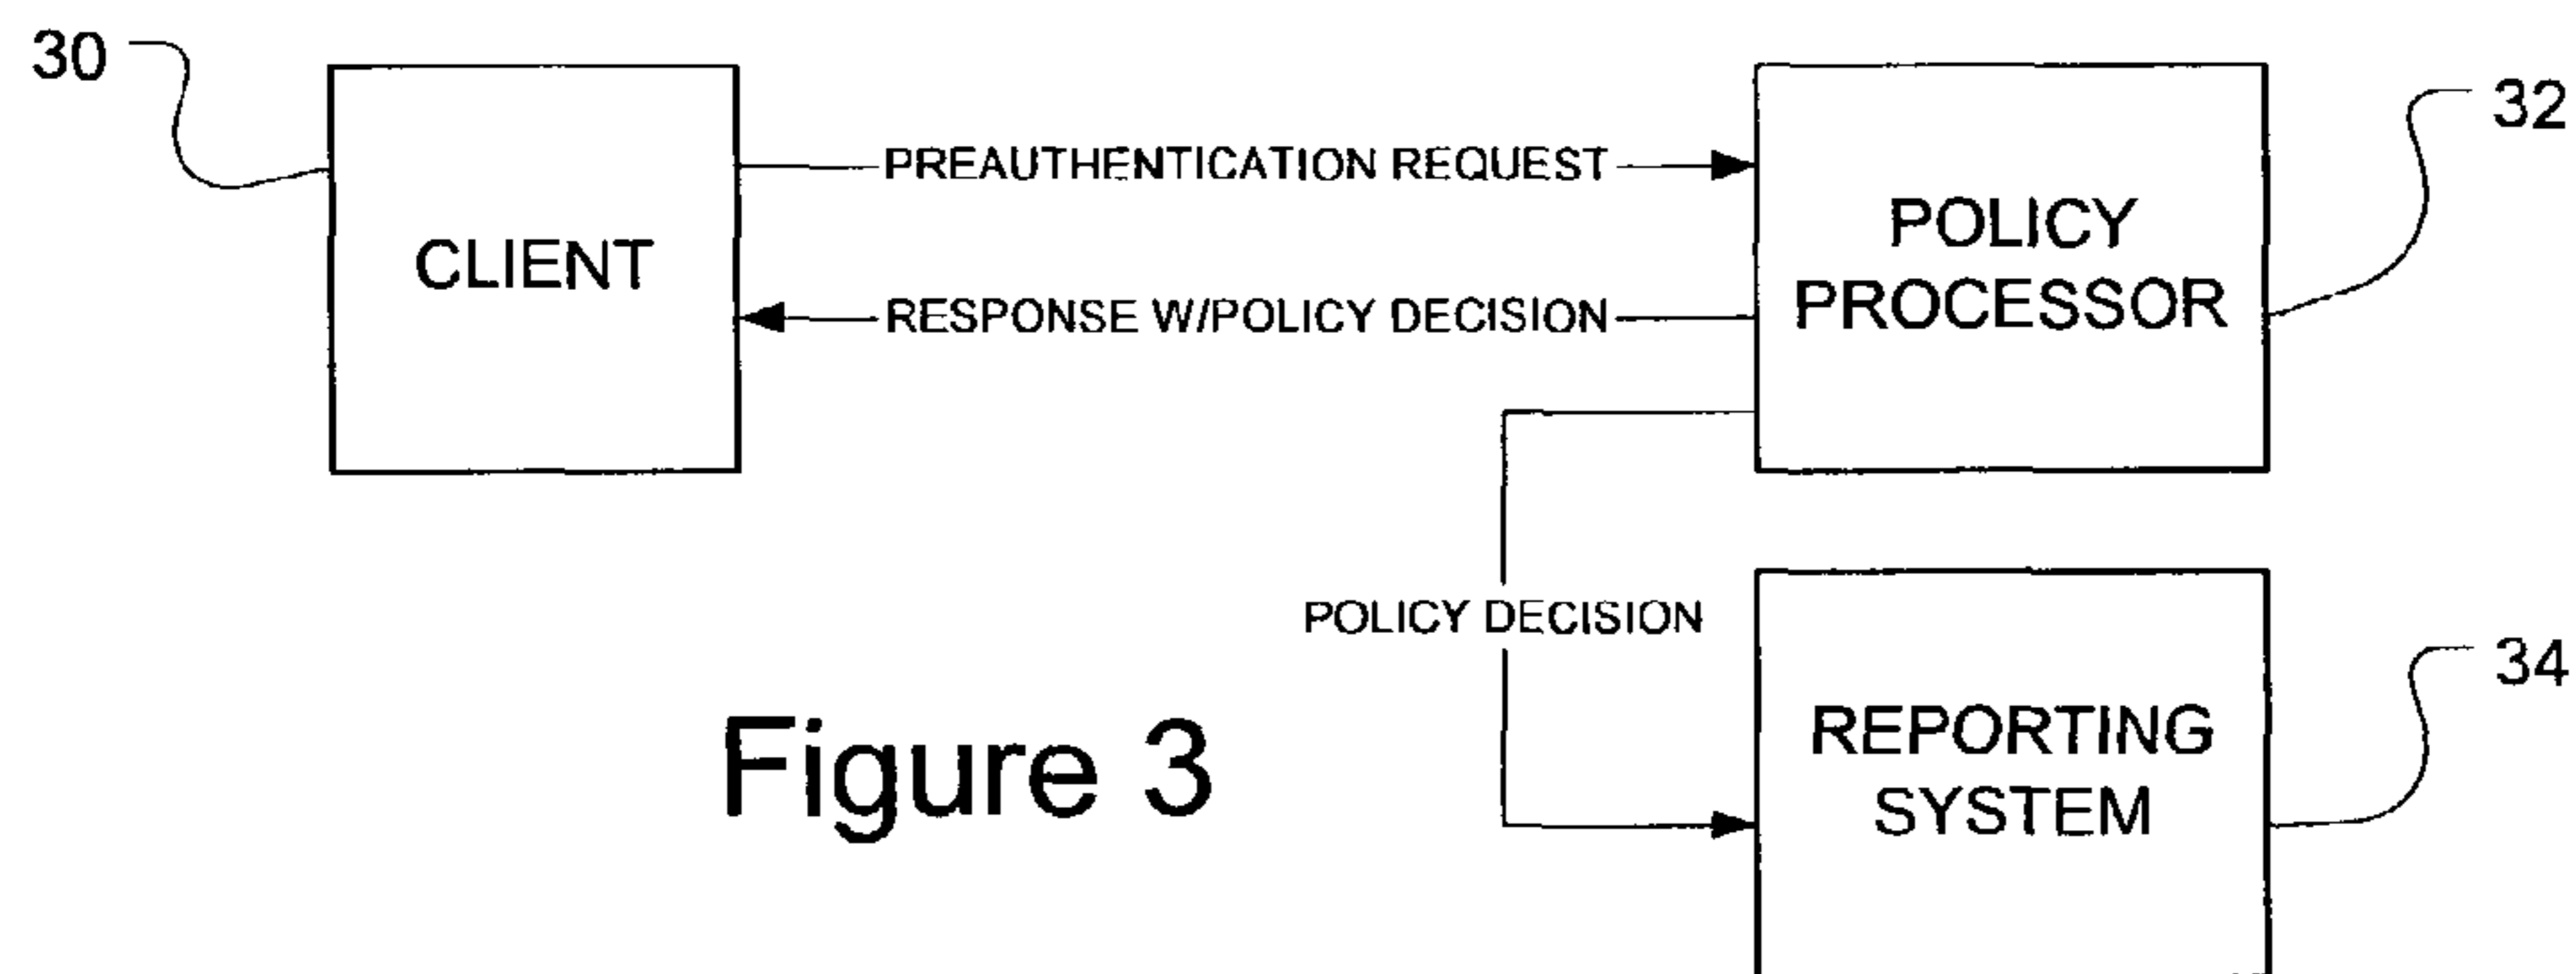 30
CLIENT
PREAUTHENTICATION REQUEST
RESPONSE W/POLICY DECISION
POLICY
PROCESSOR
32
POLICY DECISION
REPORTING
SYSTEM
34
Figure 3